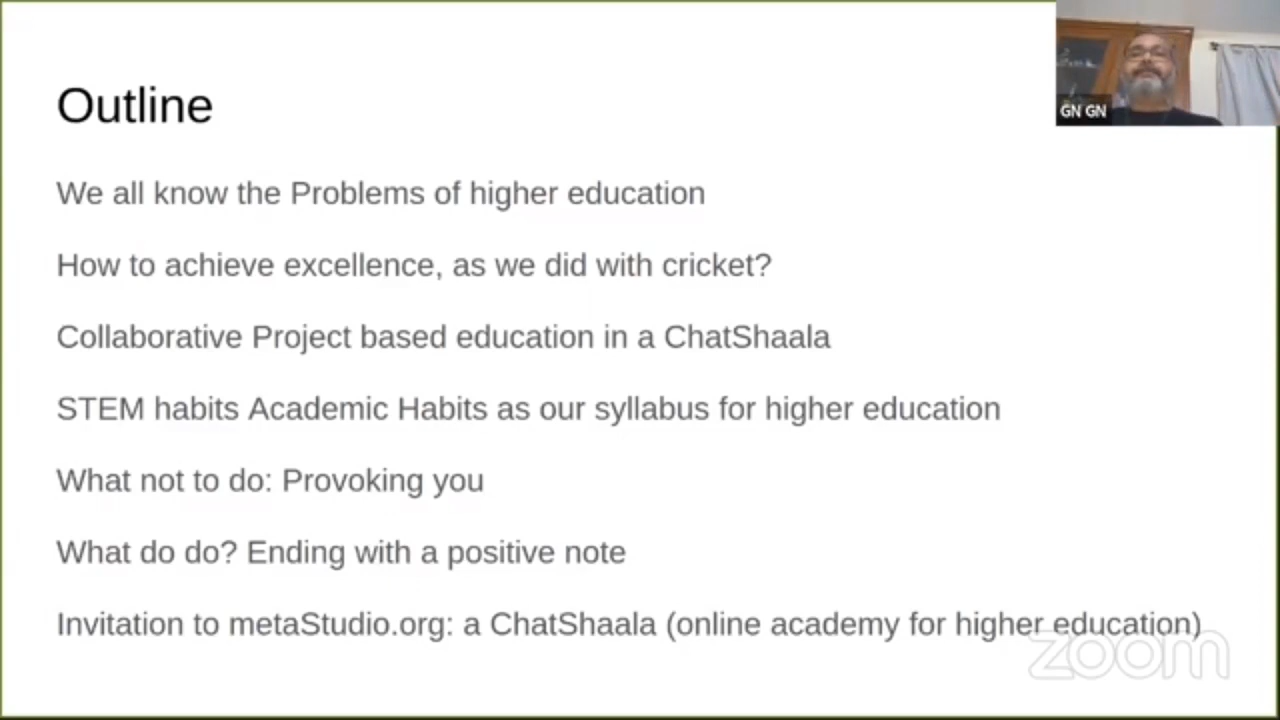 Outline
GN GN
We all know the Problems of higher education
How to achieve excellence, as we did with cricket?
Collaborative Project based education in a ChatShaala
STEM habits Academic Habits as our syllabus for higher education
What not to do: Provoking you
What do do? Ending with a positive note
Invitation to metaStudio.org: a ChatShaala (online academy for higher education)
zoom